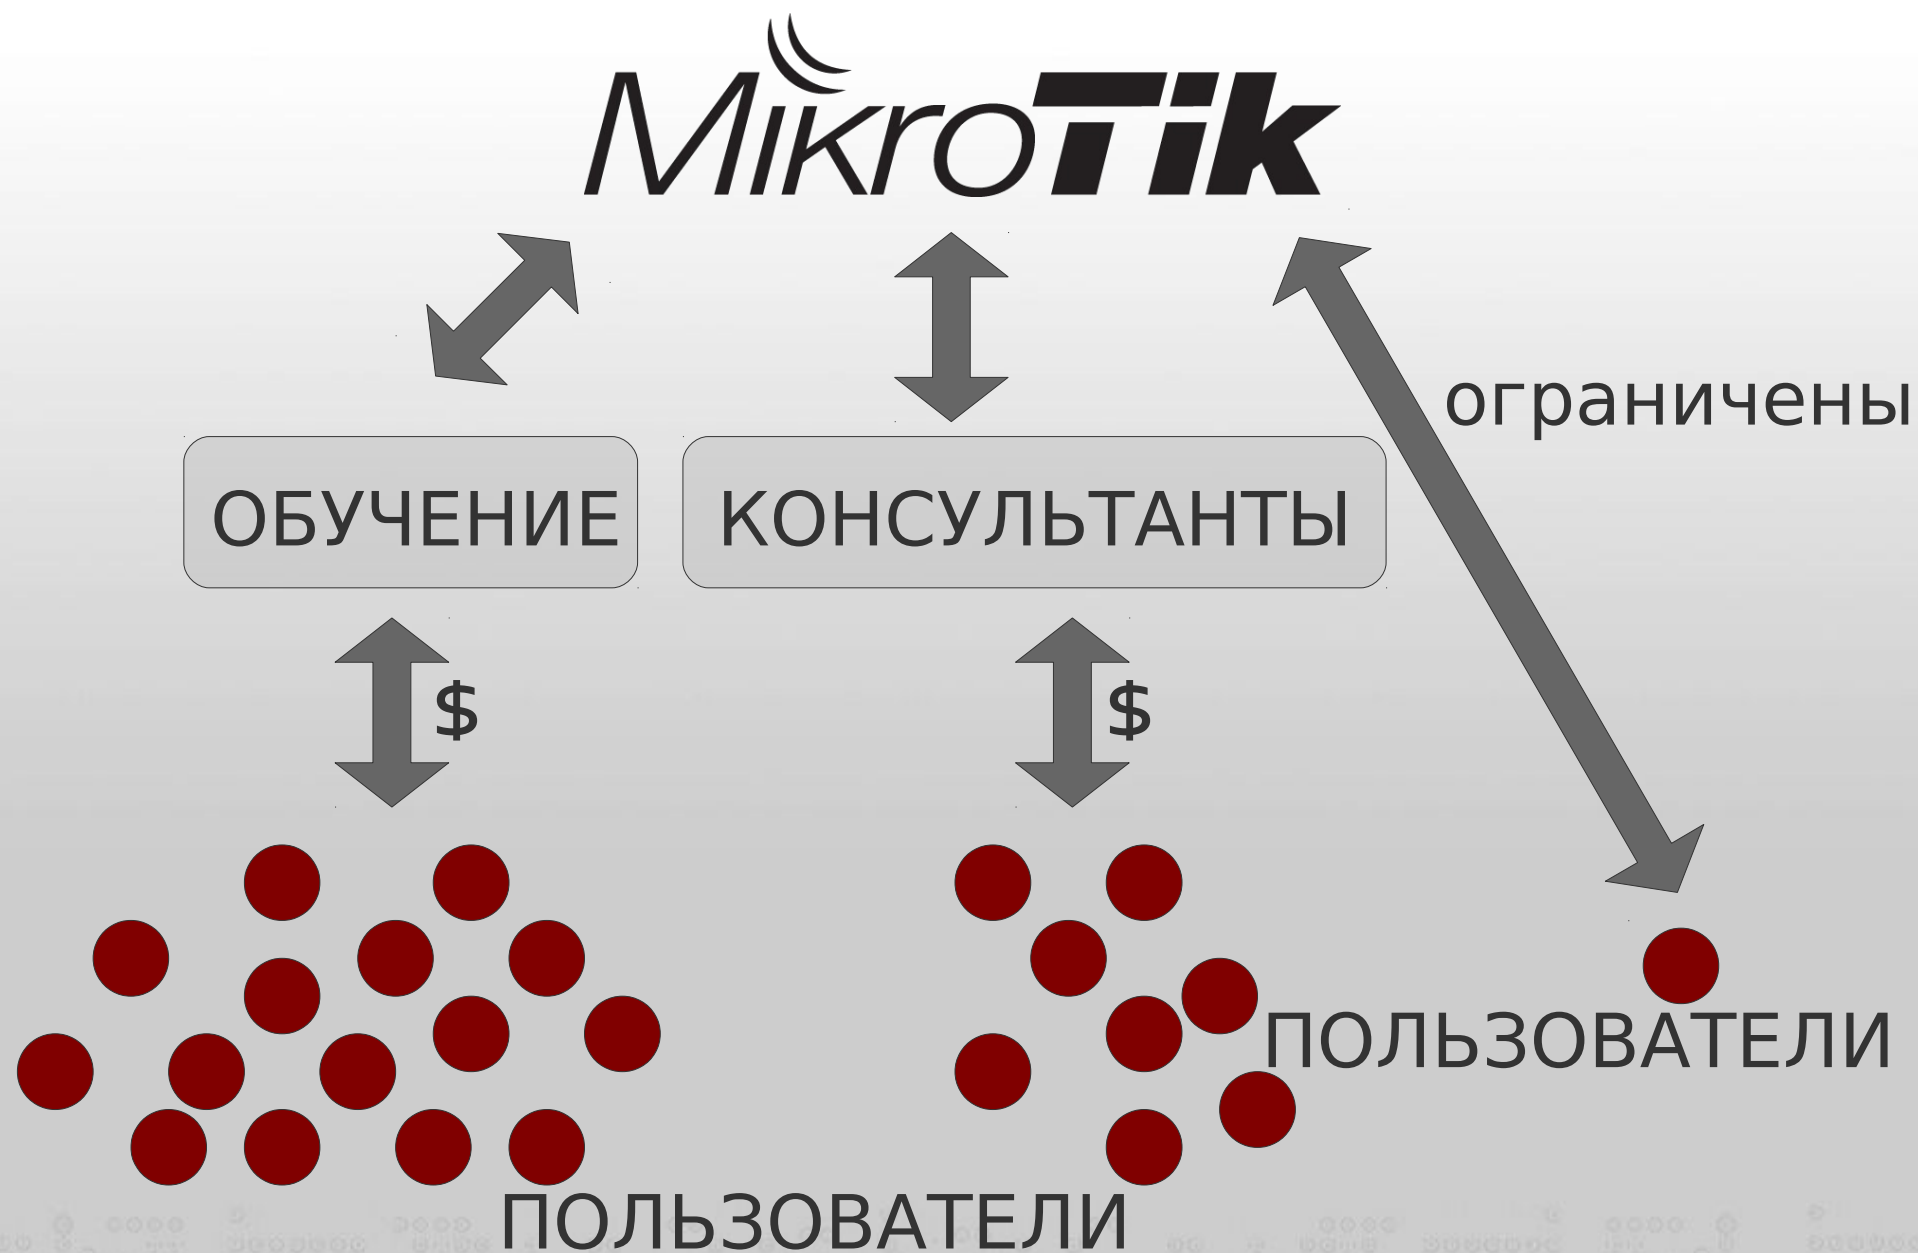 MikroTik
ограничены
ОБУЧЕНИЕ
КОНСУЛЬТАНТЫ
$
$
ПОЛЬЗОВАТЕЛИ
ПОЛЬЗОВАТЕЛИ